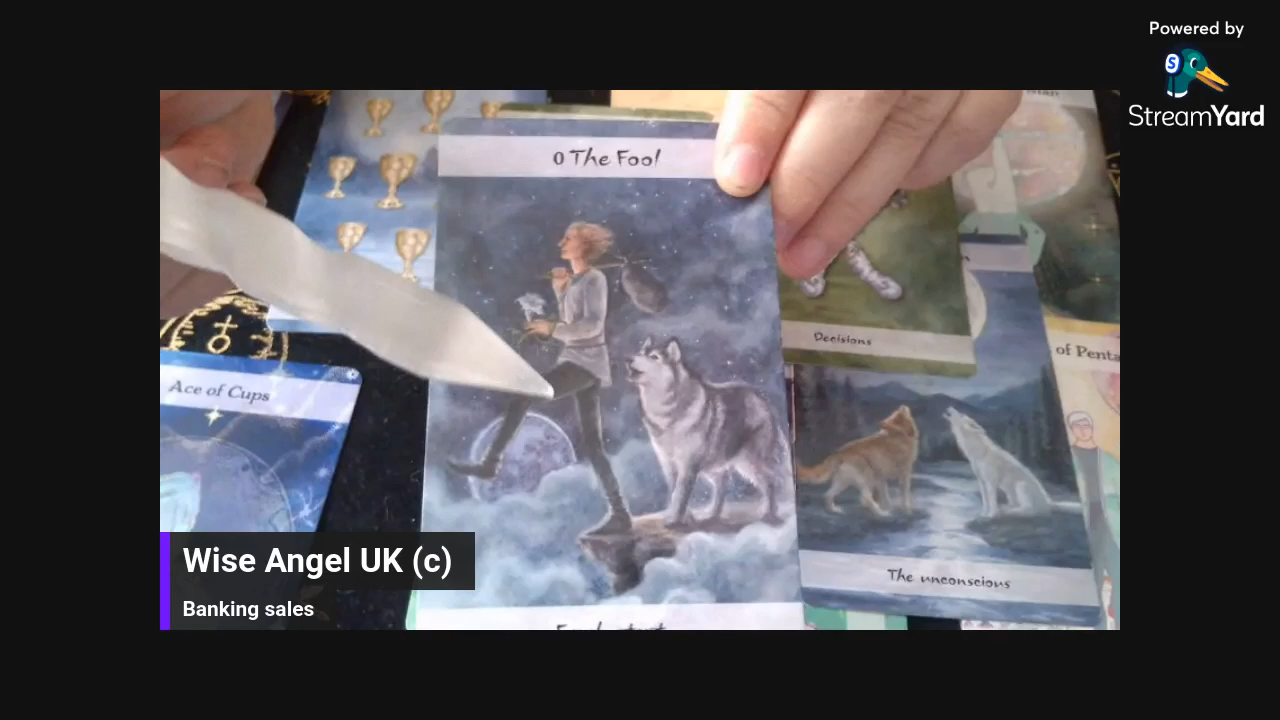 Powered by
StreamYard
0 The Fool
Decisions
of Penta
Ace of Cups
The unconscious
Wise Angel UK (c)
Banking sales